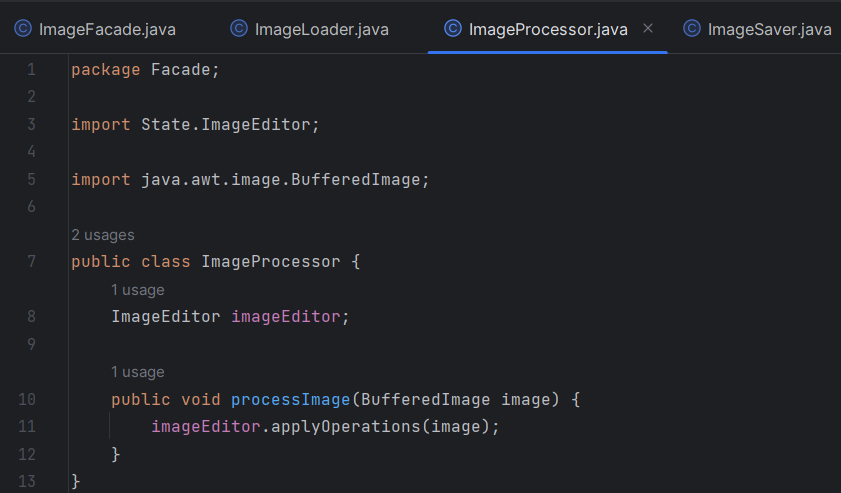 ImageFacade.java ImageLoader.java ImageProcessor.java × ImageSaver.java
1 package Facade;
2
3 import State.ImageEditor;
4
5 import java.awt.image.BufferedImage;
6
2 usages
7 public class ImageProcessor {
1 usage
8 ImageEditor imageEditor;
9
1 usage
10 public void processImage(BufferedImage image) {
11 imageEditor.applyOperations(image);
12 }
13 }